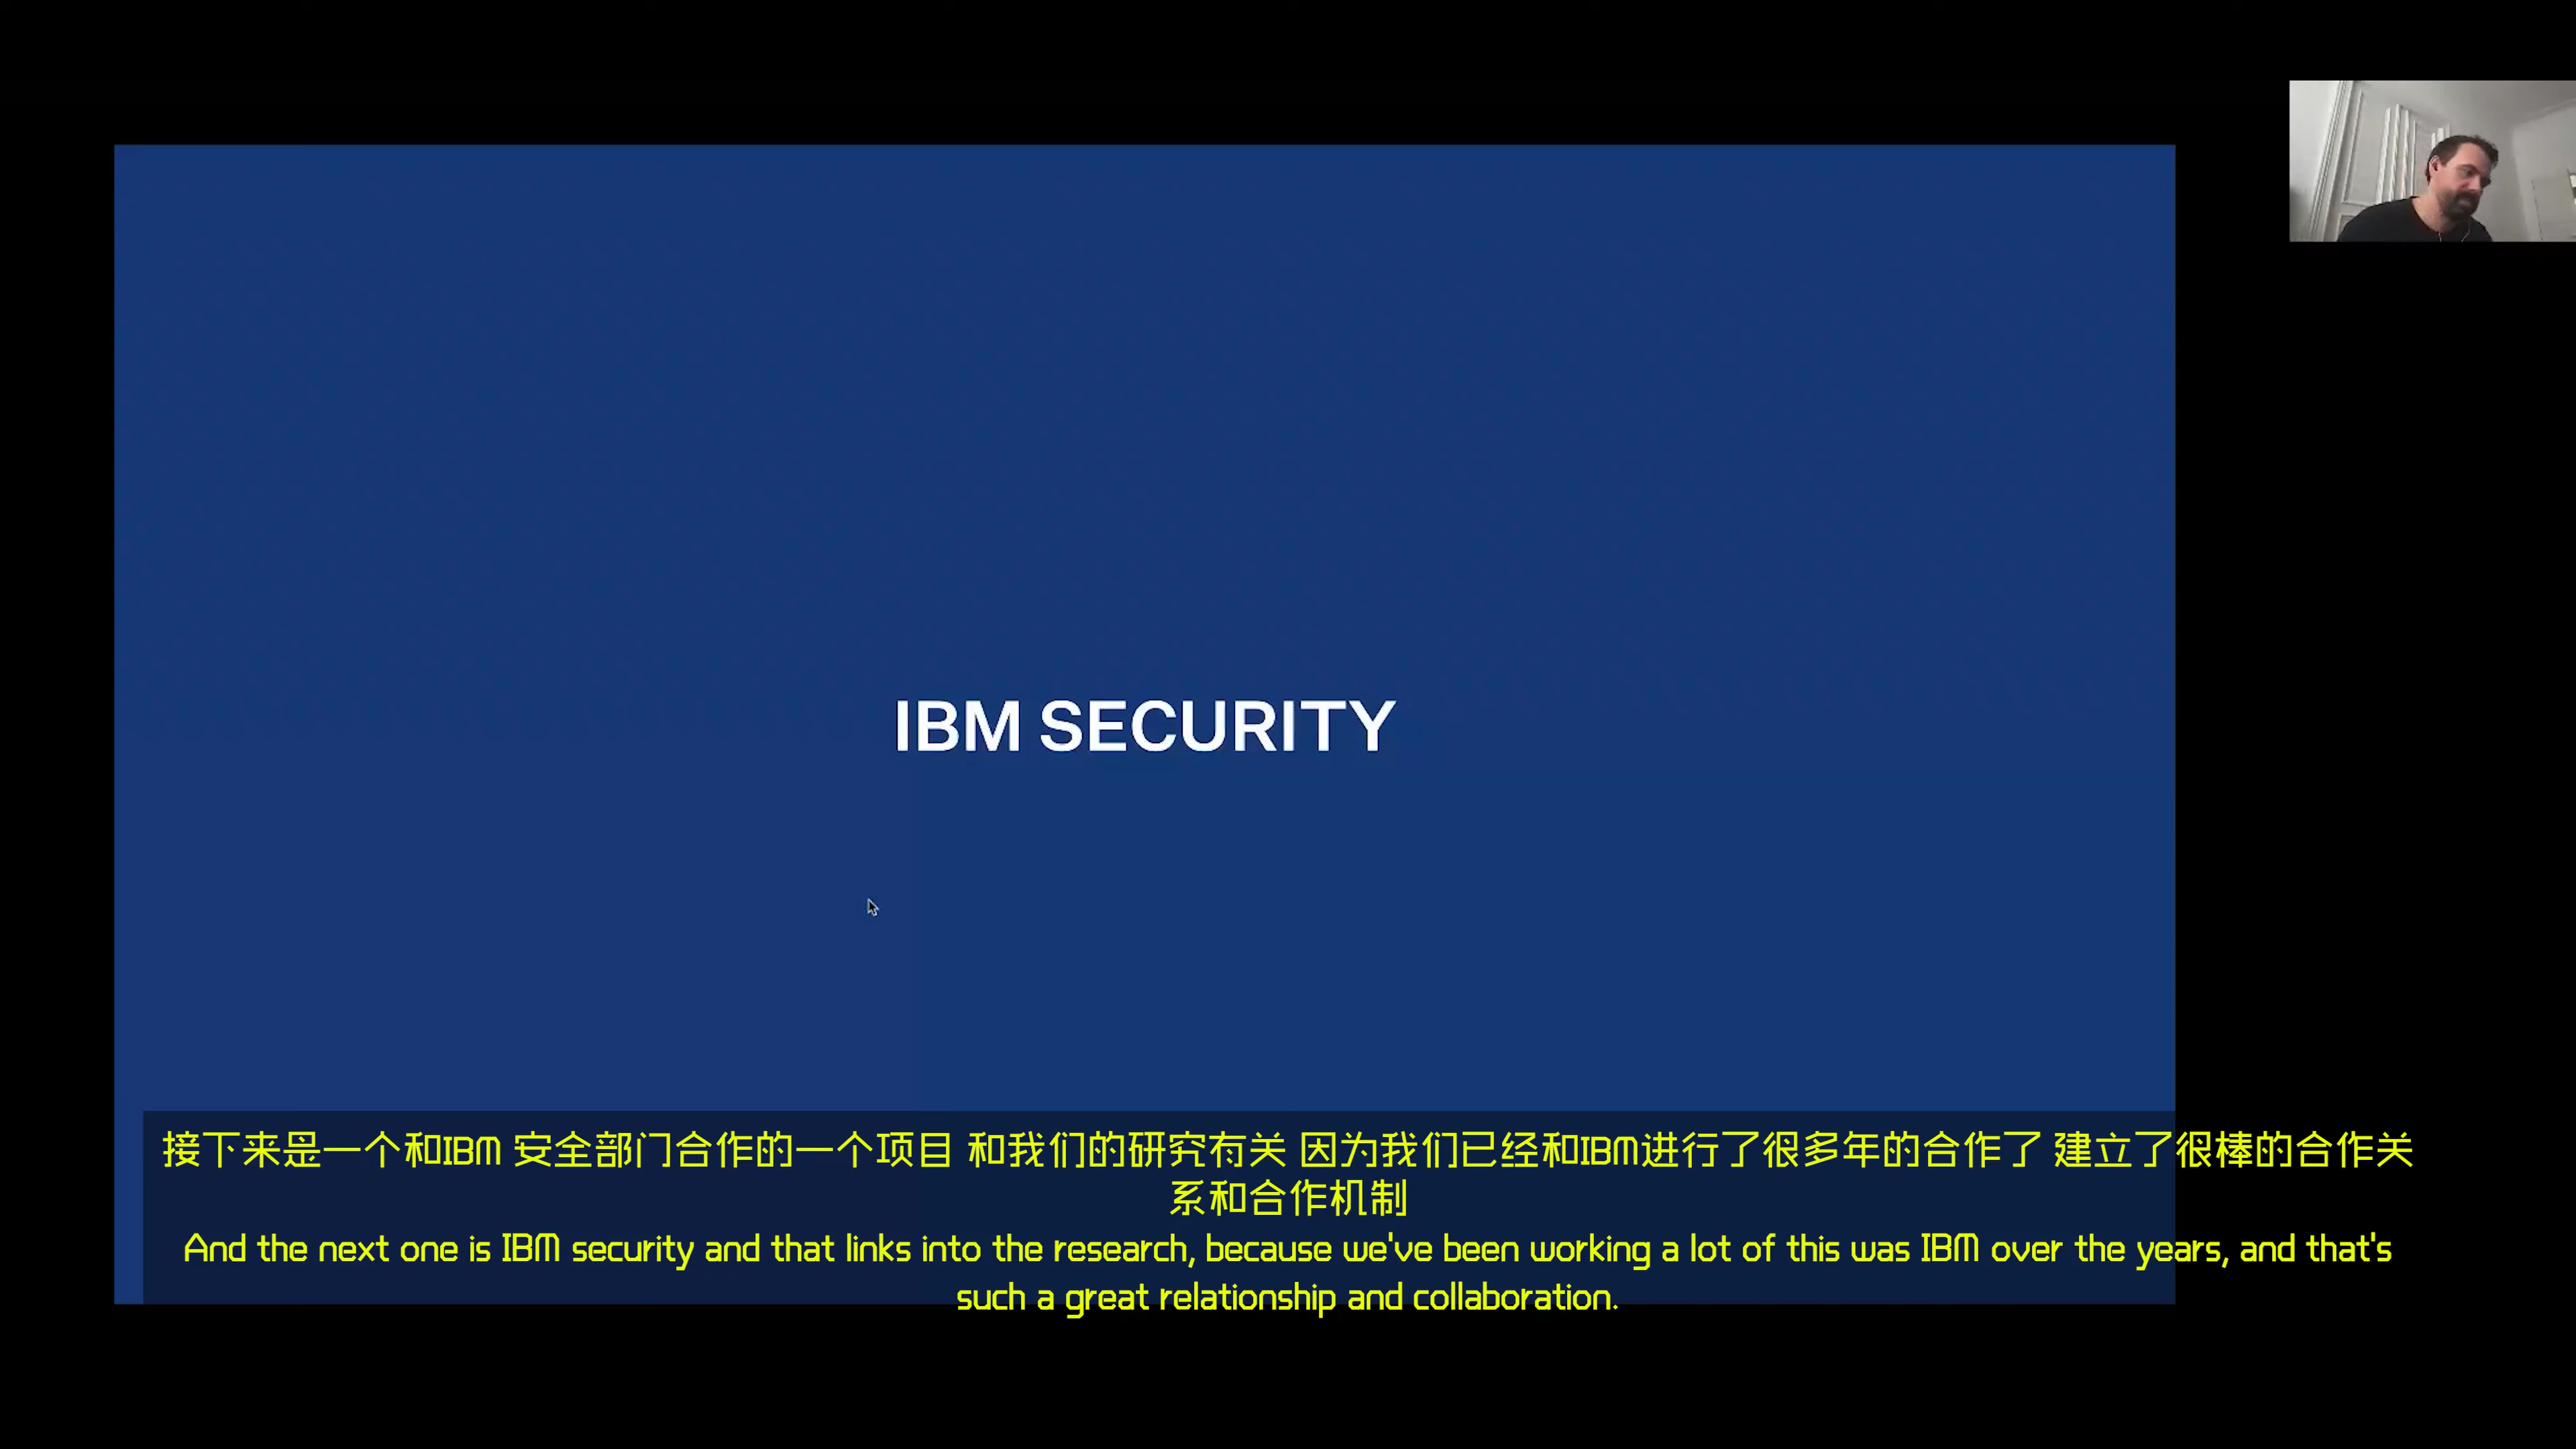 IBM SECURITY
接下来是一个和IBM 安全部门合作的一个项目 和我们的研究有关 因为我们已经和IBM进行了很多年的合作了 建立了很棒的合作关
系和合作机制
And the next one is IBM security and that links into the research, because we've been working a lot of this was IBM over the years, and that's
such a great relationship and collaboration.